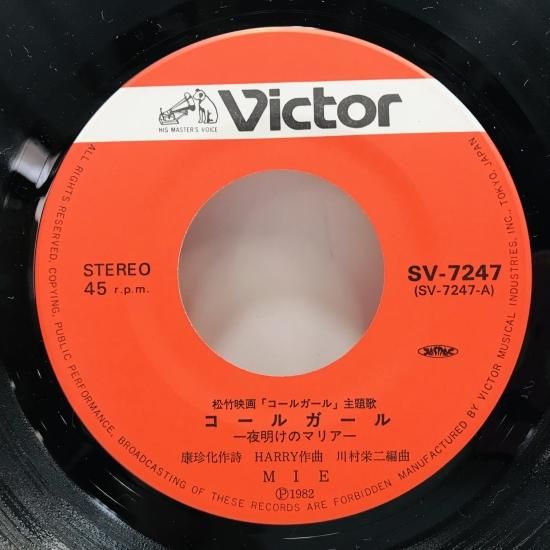 HIS MASTER'S VOICE
Victor
STEREO
45 r.p.m.
SV-7247
(SV-7247-A)
JASRAC
松竹映画「コールガール」主題歌
コールガール
―夜明けのマリア―
康珍化作詩 HARRY作曲 川村栄二編曲
MIE
Ⓟ1982
ALL RIGHTS RESERVED. COPYING, PUBLIC PERFORMANCE, BROADCASTING OF THESE RECORDS ARE FORBIDDEN MANUFACTURED BY VICTOR MUSICAL INDUSTRIES, INC., TOKYO, JAPAN